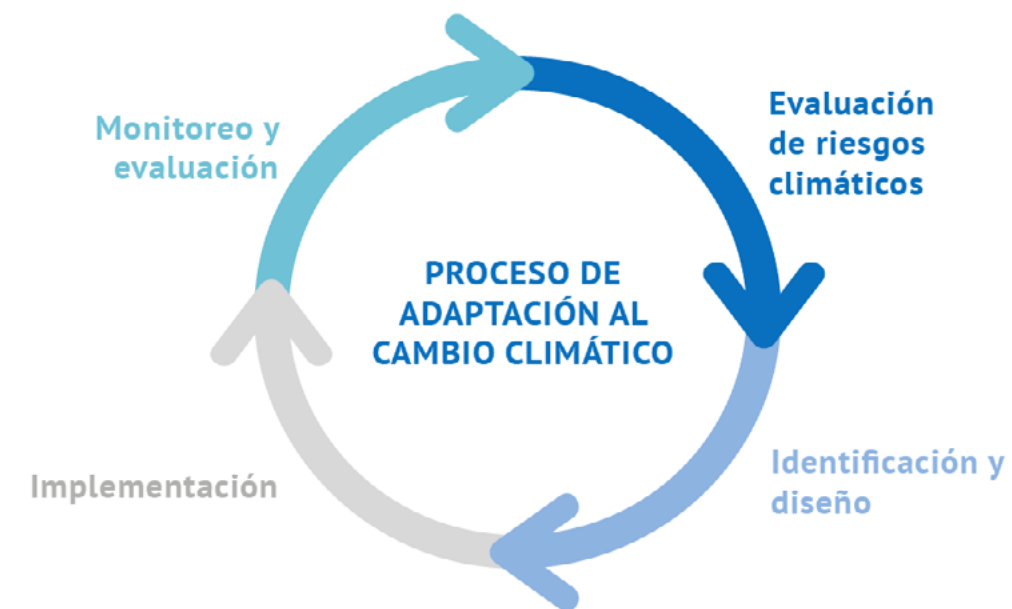 PROCESO DE
ADAPTACIÓN AL
CAMBIO CLIMÁTICO
Evaluación
de riesgos
climáticos
Identificación y
diseño
Implementación
Monitoreo y
evaluación